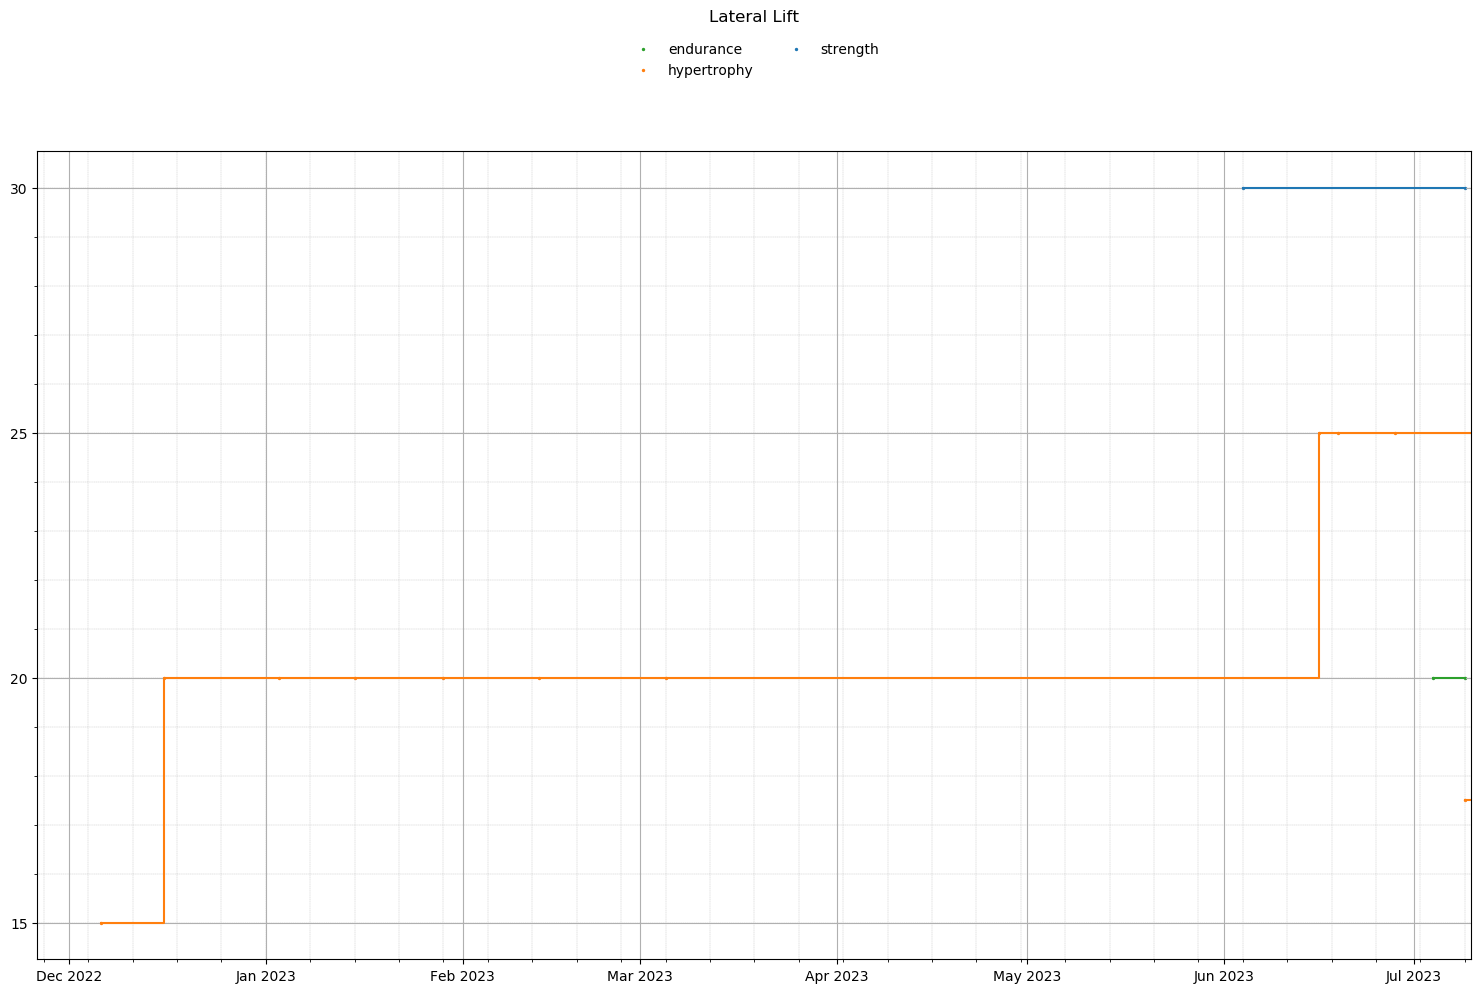 Lateral Lift
endurance
hypertrophy
strength
30
25
20
15
Dec 2022
Jan 2023
Feb 2023
Mar 2023
Apr 2023
May 2023
Jun 2023
Jul 2023